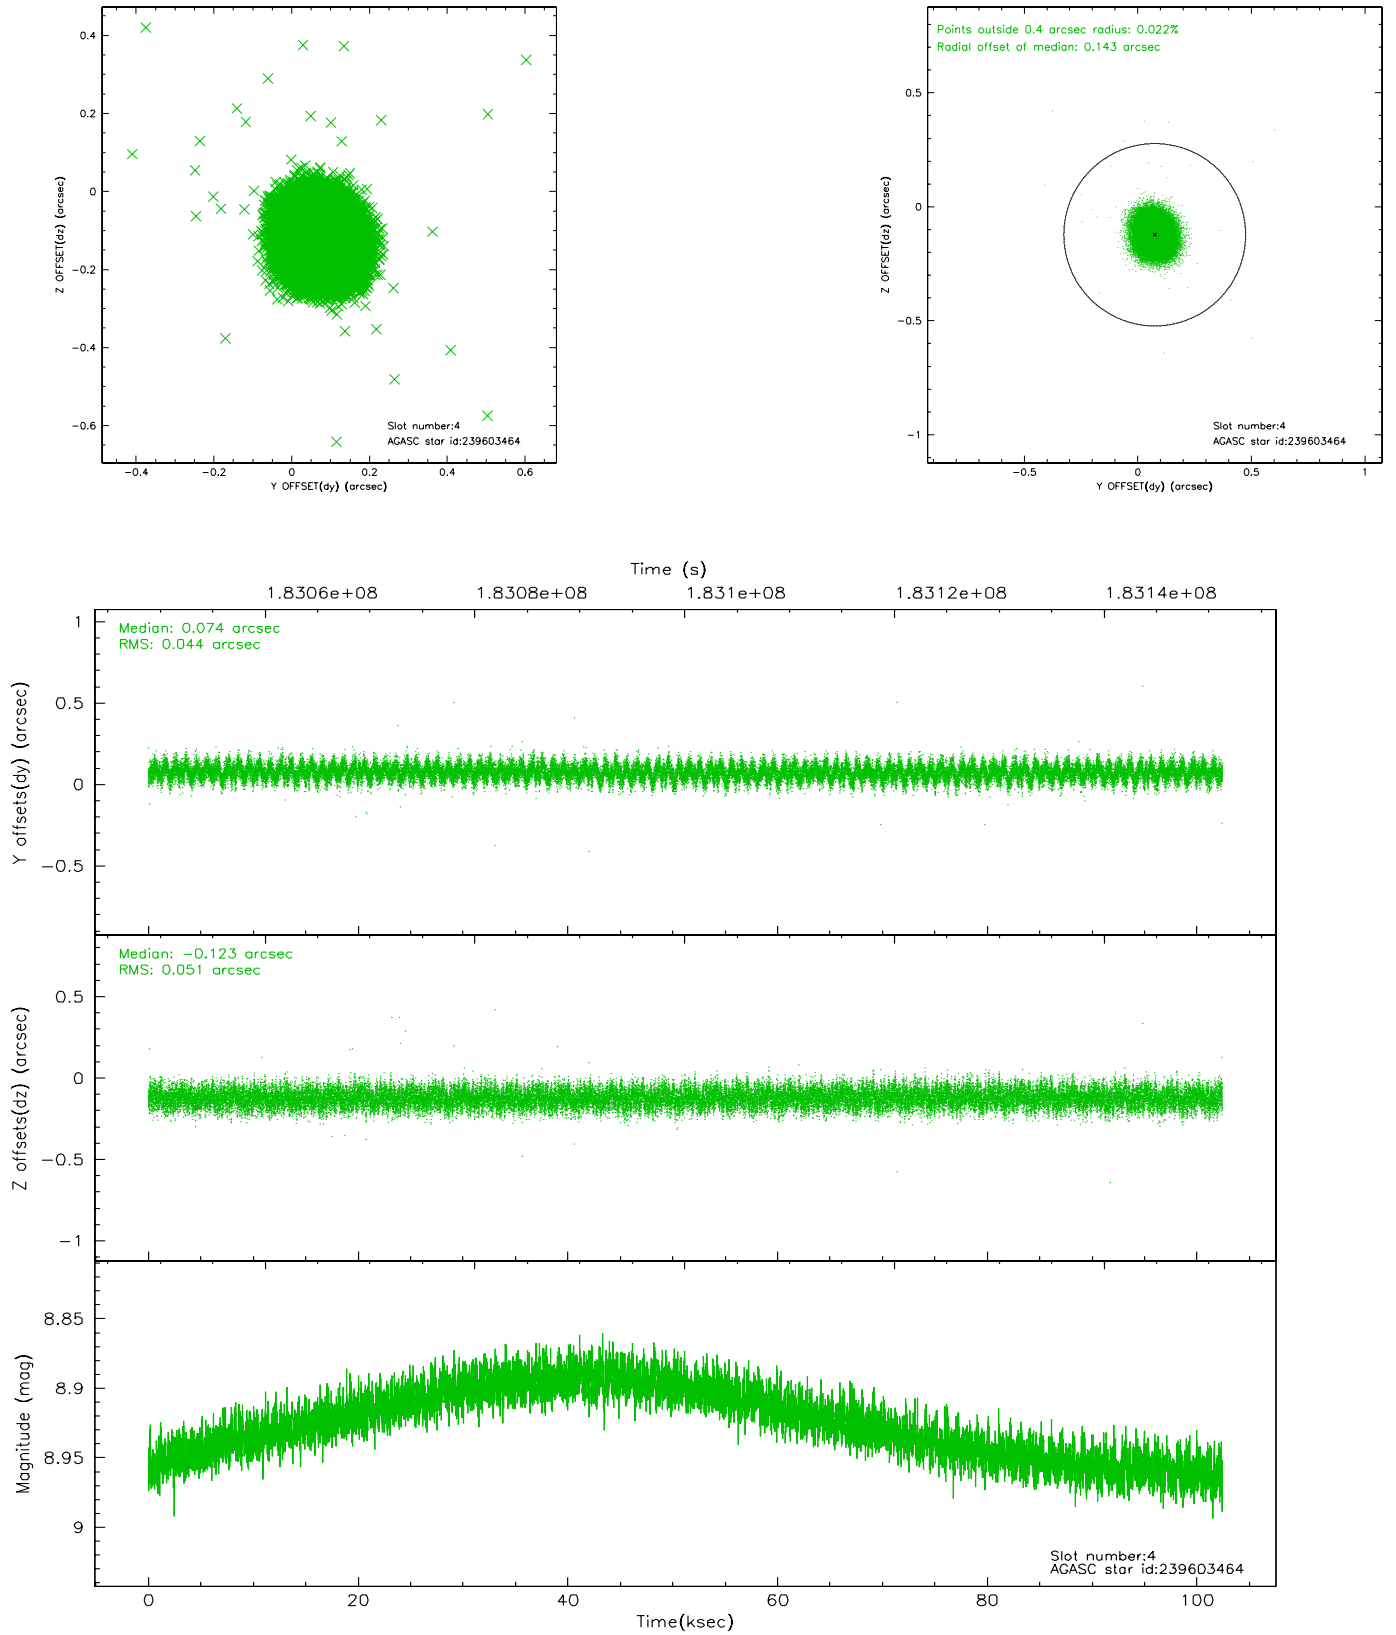 0.4
0.2
0
−0.2
−0.4
−0.6
Z OFFSET(dz) (arcsec)
−0.4 −0.2 0 0.2 0.4 0.6
Y OFFSET(dy) (arcsec)
Slot number:4
AGASC star id:239603464
Points outside 0.4 arcsec radius: 0.022%
Radial offset of median: 0.143 arcsec
0.5
0
−0.5
−1
Z OFFSET(dz) (arcsec)
−0.5 0 0.5 1
Y OFFSET(dy) (arcsec)
Slot number:4
AGASC star id:239603464
Time (s)
1.8306e+08 1.8308e+08 1.831e+08 1.8312e+08 1.8314e+08
Median: 0.074 arcsec
RMS: 0.044 arcsec
1
0.5
0
−0.5
Y offsets(dy) (arcsec)
Median: −0.123 arcsec
RMS: 0.051 arcsec
0.5
0
−0.5
−1
Z offsets(dz) (arcsec)
8.85
8.9
8.95
9
Magnitude (mag)
Slot number:4
AGASC star id:239603464
0 20 40 60 80 100
Time(ksec)